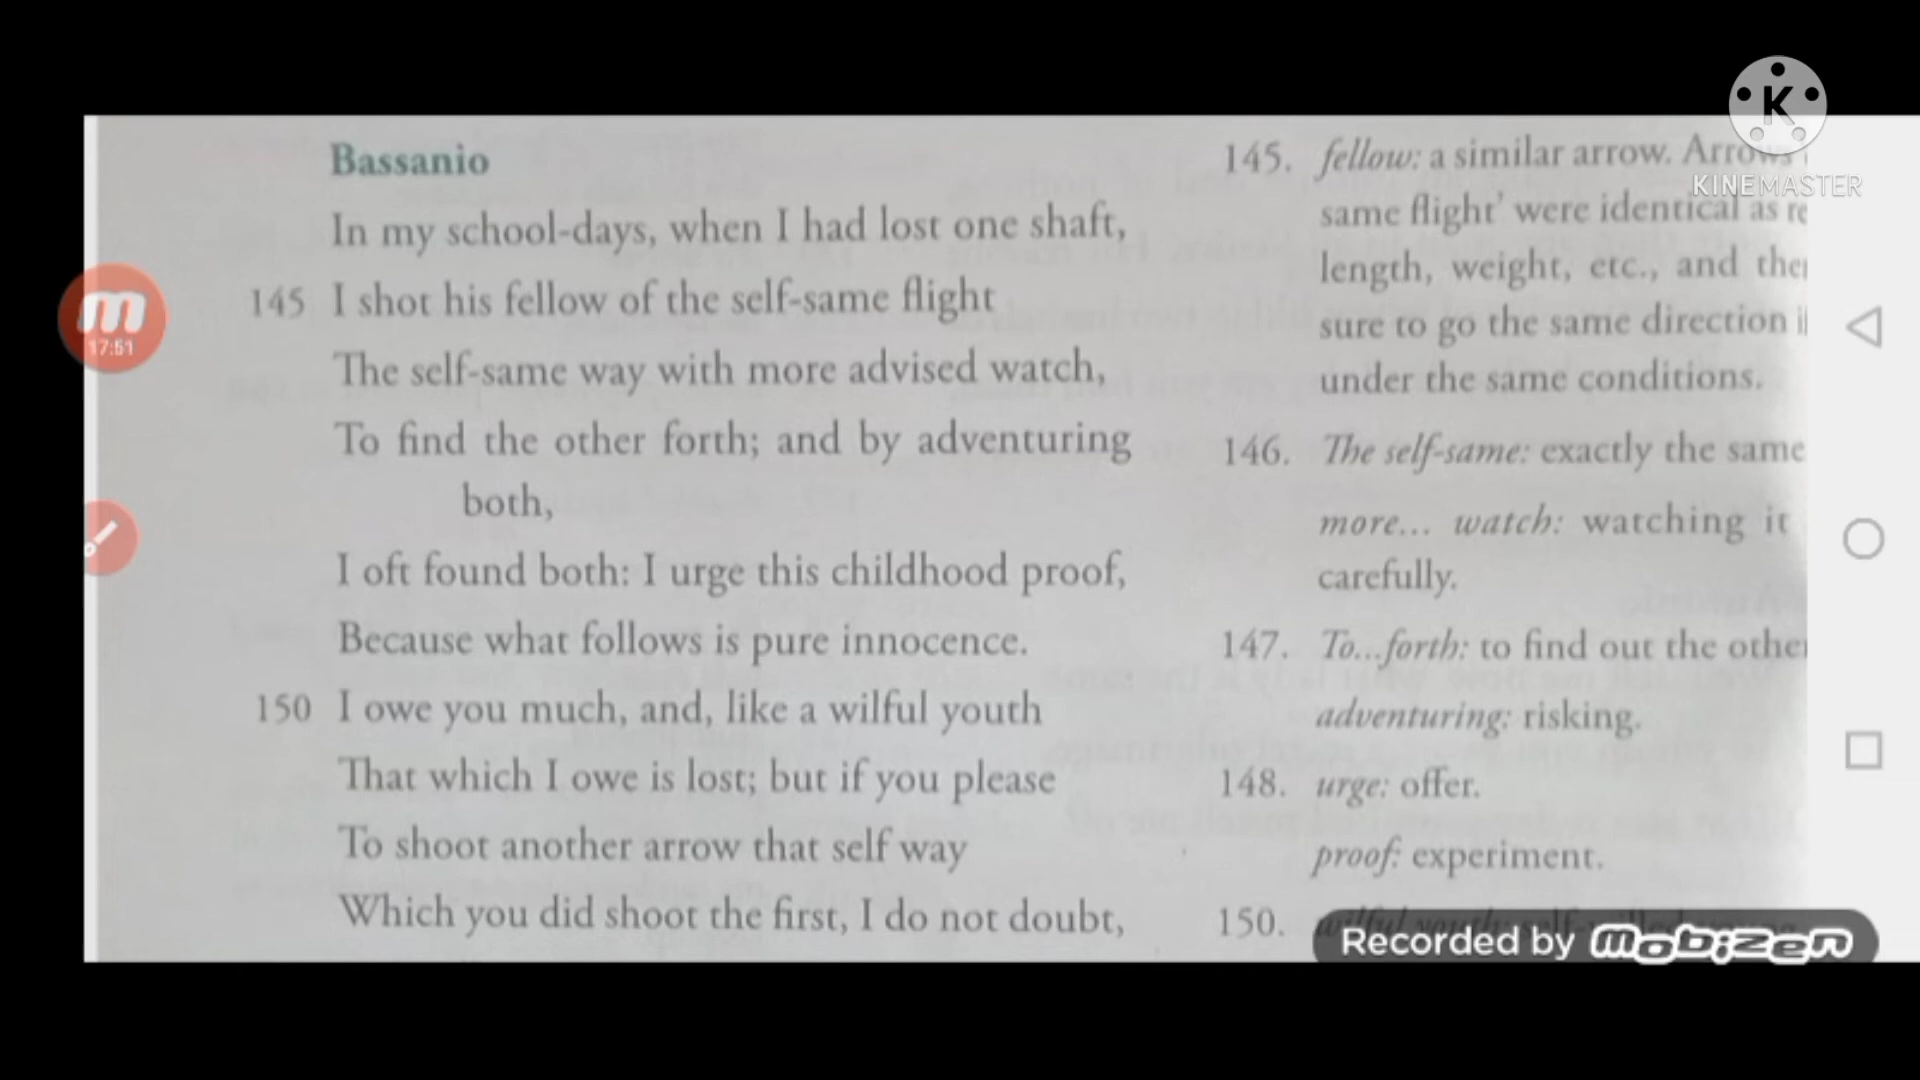 Bassanio
In my school-days, when I had lost one shaft,
145 I shot his fellow of the self-same flight
The self-same way with more advised watch,
To find the other forth; and by adventuring
both,
I oft found both: I urge this childhood proof,
Because what follows is pure innocence.
150 I owe you much, and, like a wilful youth
That which I owe is lost; but if you please
To shoot another arrow that self way
Which you did shoot the first, I do not doubt,
145. fellow: a similar arrow. Arrows
same flight' were identical as re
length, weight, etc., and the
sure to go the same direction i
under the same conditions.
146. The self-same: exactly the same
more... watch: watching it
carefully.
147. To...forth: to find out the other
adventuring: risking.
148. urge: offer.
proof: experiment.
150.
17:51
K
KINEMASTER
Recorded by mobizen